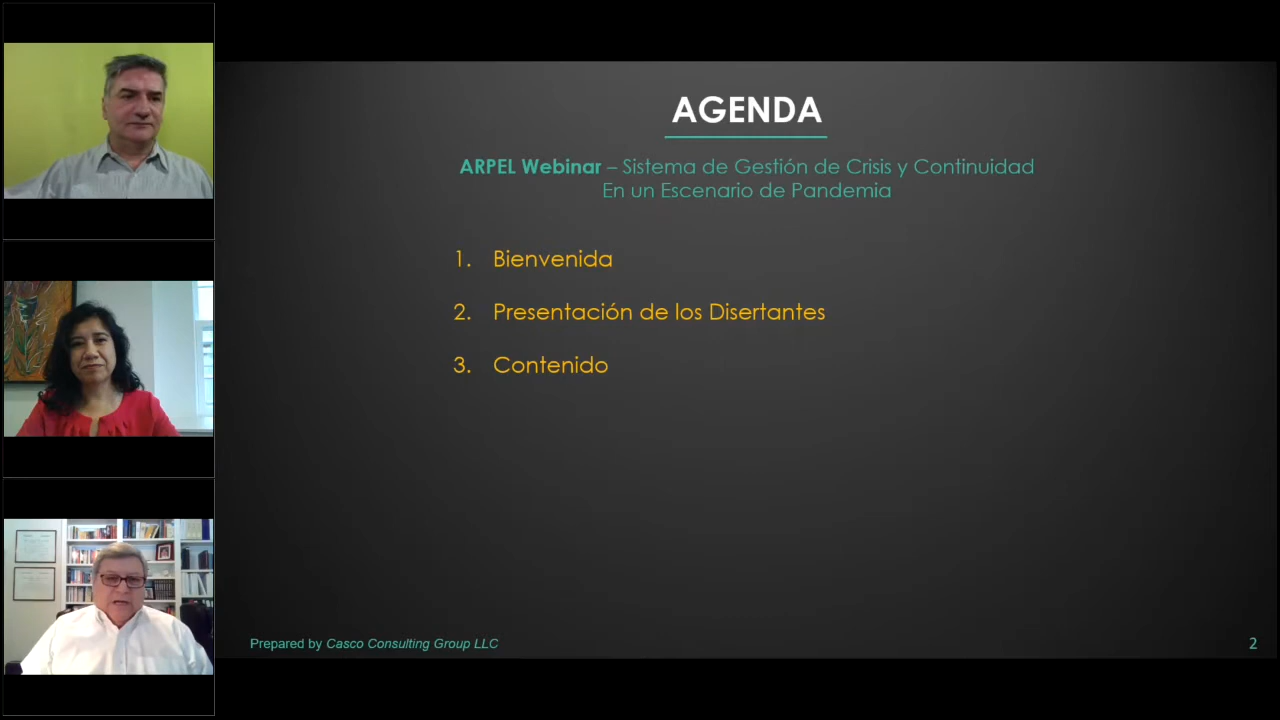 AGENDA
ARPEL Webinar – Sistema de Gestión de Crisis y Continuidad
En un Escenario de Pandemia
1. Bienvenida
2. Presentación de los Disertantes
3. Contenido
Prepared by Casco Consulting Group LLC
2